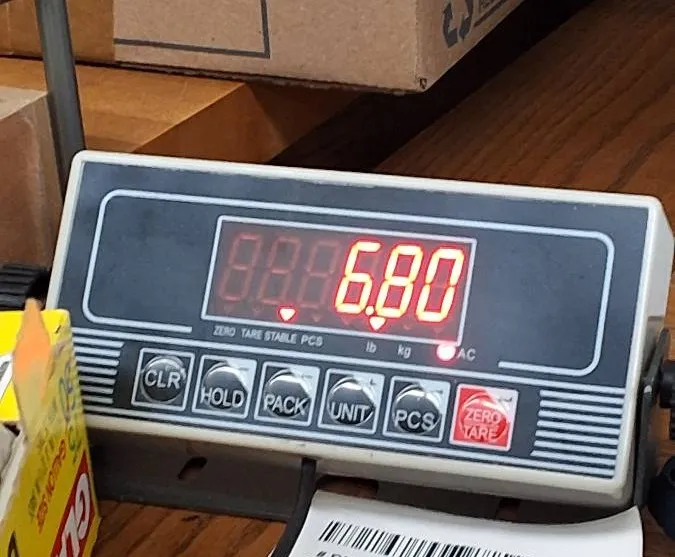 6.80
ZERO TARE STABLE PCS lb kg AC
CLR HOLD PACK UNIT PCS ZERO TARE